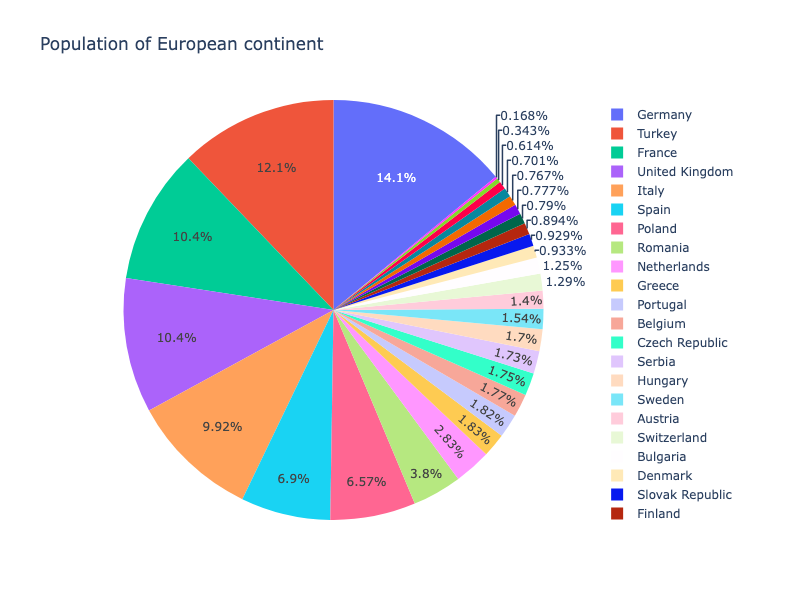 Population of European continent
14.1%
12.1%
10.4%
10.4%
9.92%
6.9%
6.57%
3.8%
2.83%
1.83%
1.82%
1.77%
1.75%
1.73%
1.7%
1.54%
1.4%
1.29%
1.25%
0.933%
0.929%
0.894%
0.79%
0.777%
0.767%
0.701%
0.614%
0.343%
0.168%
Germany
Turkey
France
United Kingdom
Italy
Spain
Poland
Romania
Netherlands
Greece
Portugal
Belgium
Czech Republic
Serbia
Hungary
Sweden
Austria
Switzerland
Bulgaria
Denmark
Slovak Republic
Finland